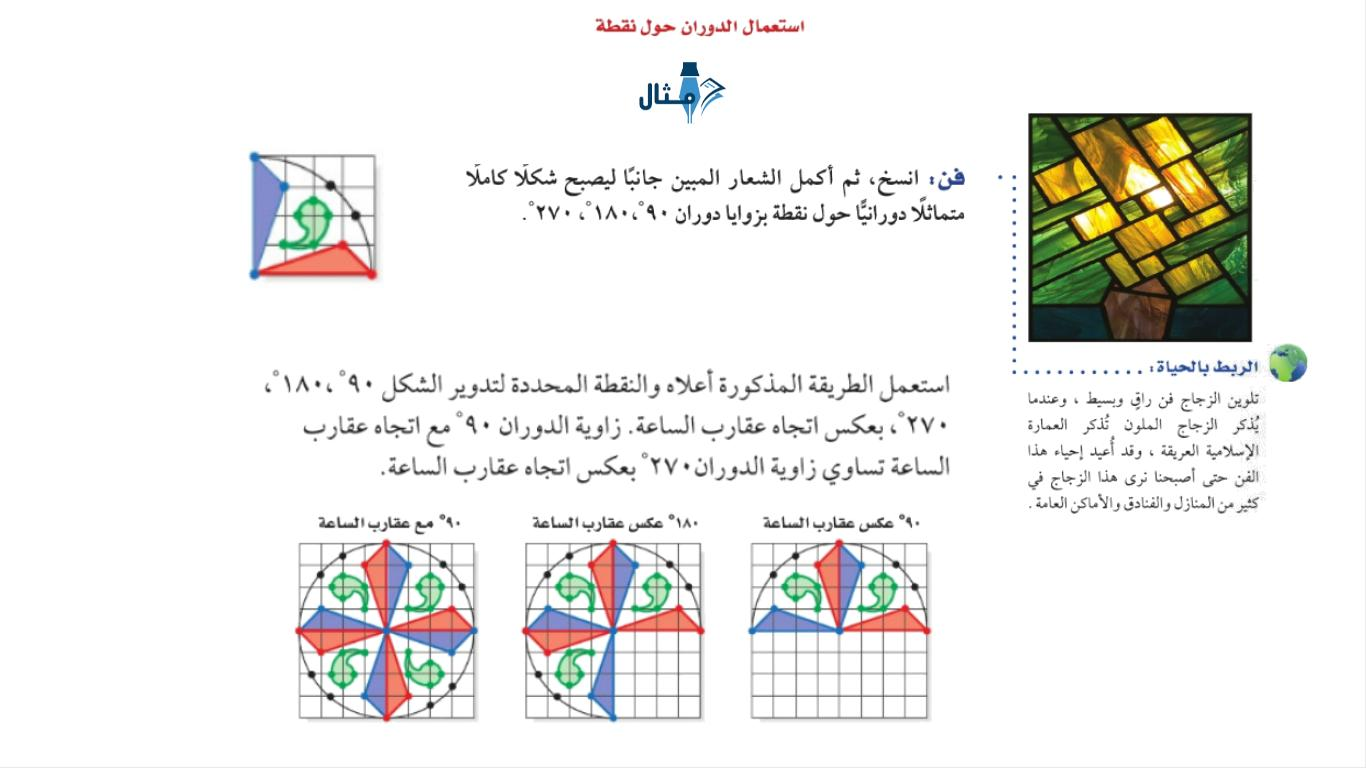 استعمال الدوران حول نقطة
مثال
فن: انسخ، ثم أكمل الشعار المبين جانبًا ليصبح شكلًا كاملًا
متماثلًا دورانيًّا حول نقطة بزوايا دوران ٩٠°، ١٨٠°، ٢٧٠°.
الربط بالحياة:
تلوين الزجاج فن راقٍ وبسيط ، وعندما
يُذكر الزجاج الملون تُذكر العمارة
الإسلامية العريقة ، وقد أُعيد إحياء هذا
الفن حتى أصبحنا نرى هذا الزجاج في
كثير من المنازل والفنادق والأماكن العامة .
استعمل الطريقة المذكورة أعلاه والنقطة المحددة لتدوير الشكل ٩٠°، ١٨٠°،
٢٧٠°، بعكس اتجاه عقارب الساعة. زاوية الدوران ٩٠° مع اتجاه عقارب
الساعة تساوي زاوية الدوران ٢٧٠° بعكس اتجاه عقارب الساعة.
٩٠° عكس عقارب الساعة
١٨٠° عكس عقارب الساعة
٩٠° مع عقارب الساعة